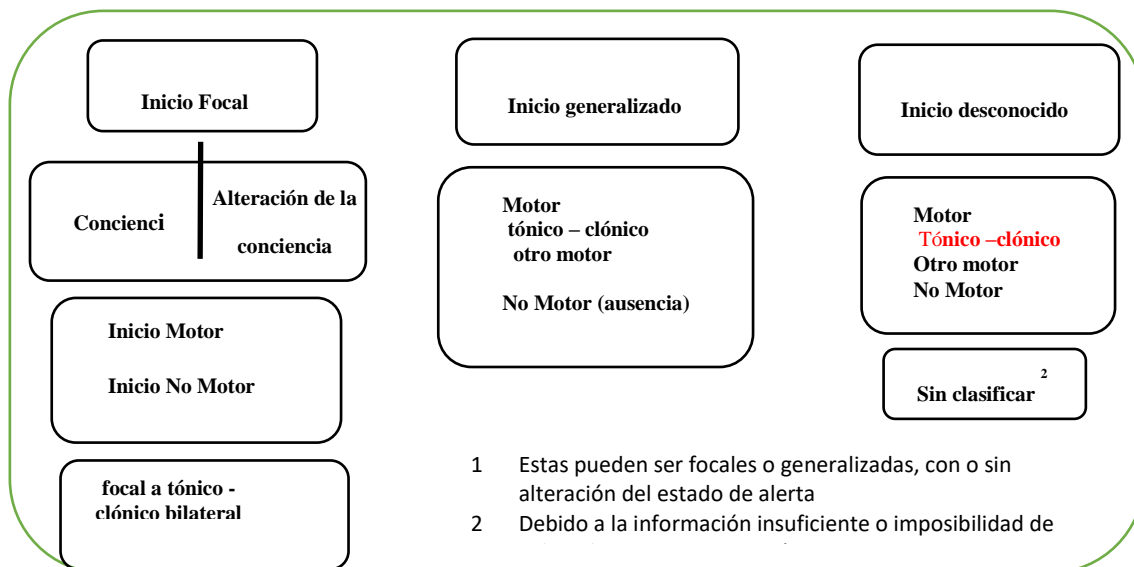 Inicio Focal
Concienci
Alteración de la
conciencia
Inicio Motor
Inicio No Motor
focal a tónico -
clónico bilateral
Inicio generalizado
Motor
tónico – clónico
otro motor
No Motor (ausencia)
Inicio desconocido
Motor
Tónico –clónico
Otro motor
No Motor
Sin clasificar 2
1 Estas pueden ser focales o generalizadas, con o sin
alteración del estado de alerta
2 Debido a la información insuficiente o imposibilidad de